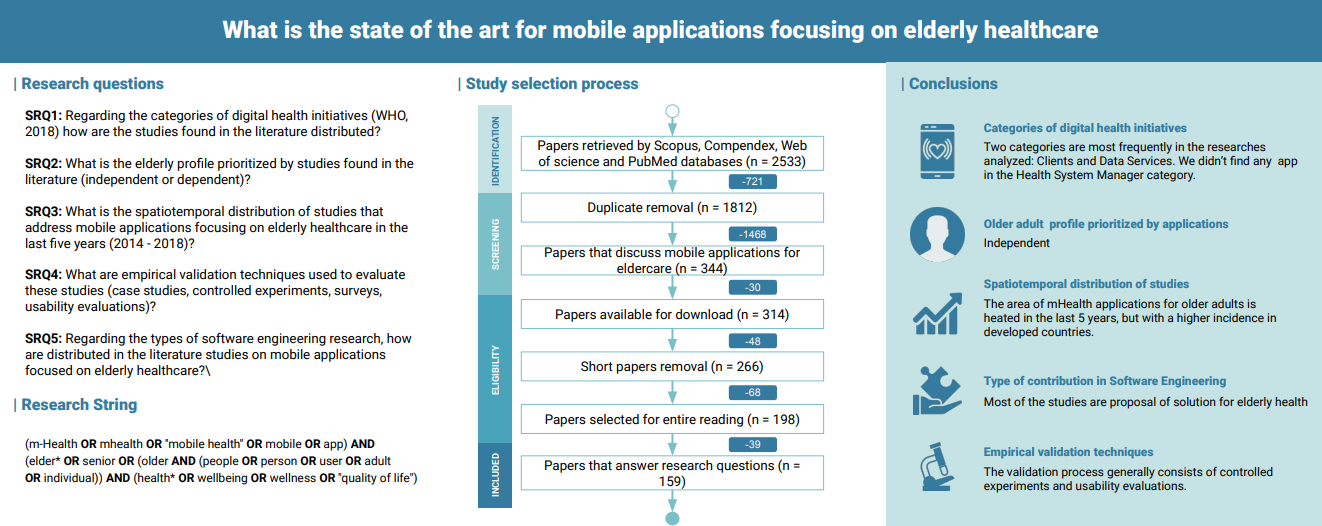 What is the state of the art for mobile applications focusing on elderly healthcare
| Research questions
SRQ1: Regarding the categories of digital health initiatives (WHO,
2018) how are the studies found in the literature distributed?
SRQ2: What is the elderly profile prioritized by studies found in the
literature (independent or dependent)?
SRQ3: What is the spatiotemporal distribution of studies that
address mobile applications focusing on elderly healthcare in the
last five years (2014 - 2018)?
SRQ4: What are empirical validation techniques used to evaluate
these studies (case studies, controlled experiments, surveys,
usability evaluations)?
SRQ5: Regarding the types of software engineering research, how
are distributed in the literature studies on mobile applications
focused on elderly healthcare?\
| Research String
(m-Health OR mhealth OR "mobile health" OR mobile OR app) AND
(elder* OR senior OR (older AND (people OR person OR user OR adult
OR individual)) AND (health* OR wellbeing OR wellness OR "quality of life")
| Study selection process
IDENTIFICATION
Papers retrieved by Scopus, Compendex, Web
of science and PubMed databases (n = 2533)
-721
SCREENING
Duplicate removal (n = 1812)
-1468
Papers that discuss mobile applications for
eldercare (n = 344)
-30
ELIGIBILITY
Papers available for download (n = 314)
-48
Short papers removal (n = 266)
-68
Papers selected for entire reading (n = 198)
-39
INCLUDED
Papers that answer research questions (n =
159)
| Conclusions
Categories of digital health initiatives
Two categories are most frequently in the researches
analyzed: Clients and Data Services. We didn't find any app
in the Health System Manager category.
Older adult profile prioritized by applications
Independent
Spatiotemporal distribution of studies
The area of mHealth applications for older adults is
heated in the last 5 years, but with a higher incidence in
developed countries.
Type of contribution in Software Engineering
Most of the studies are proposal of solution for elderly health
Empirical validation techniques
The validation process generally consists of controlled
experiments and usability evaluations.